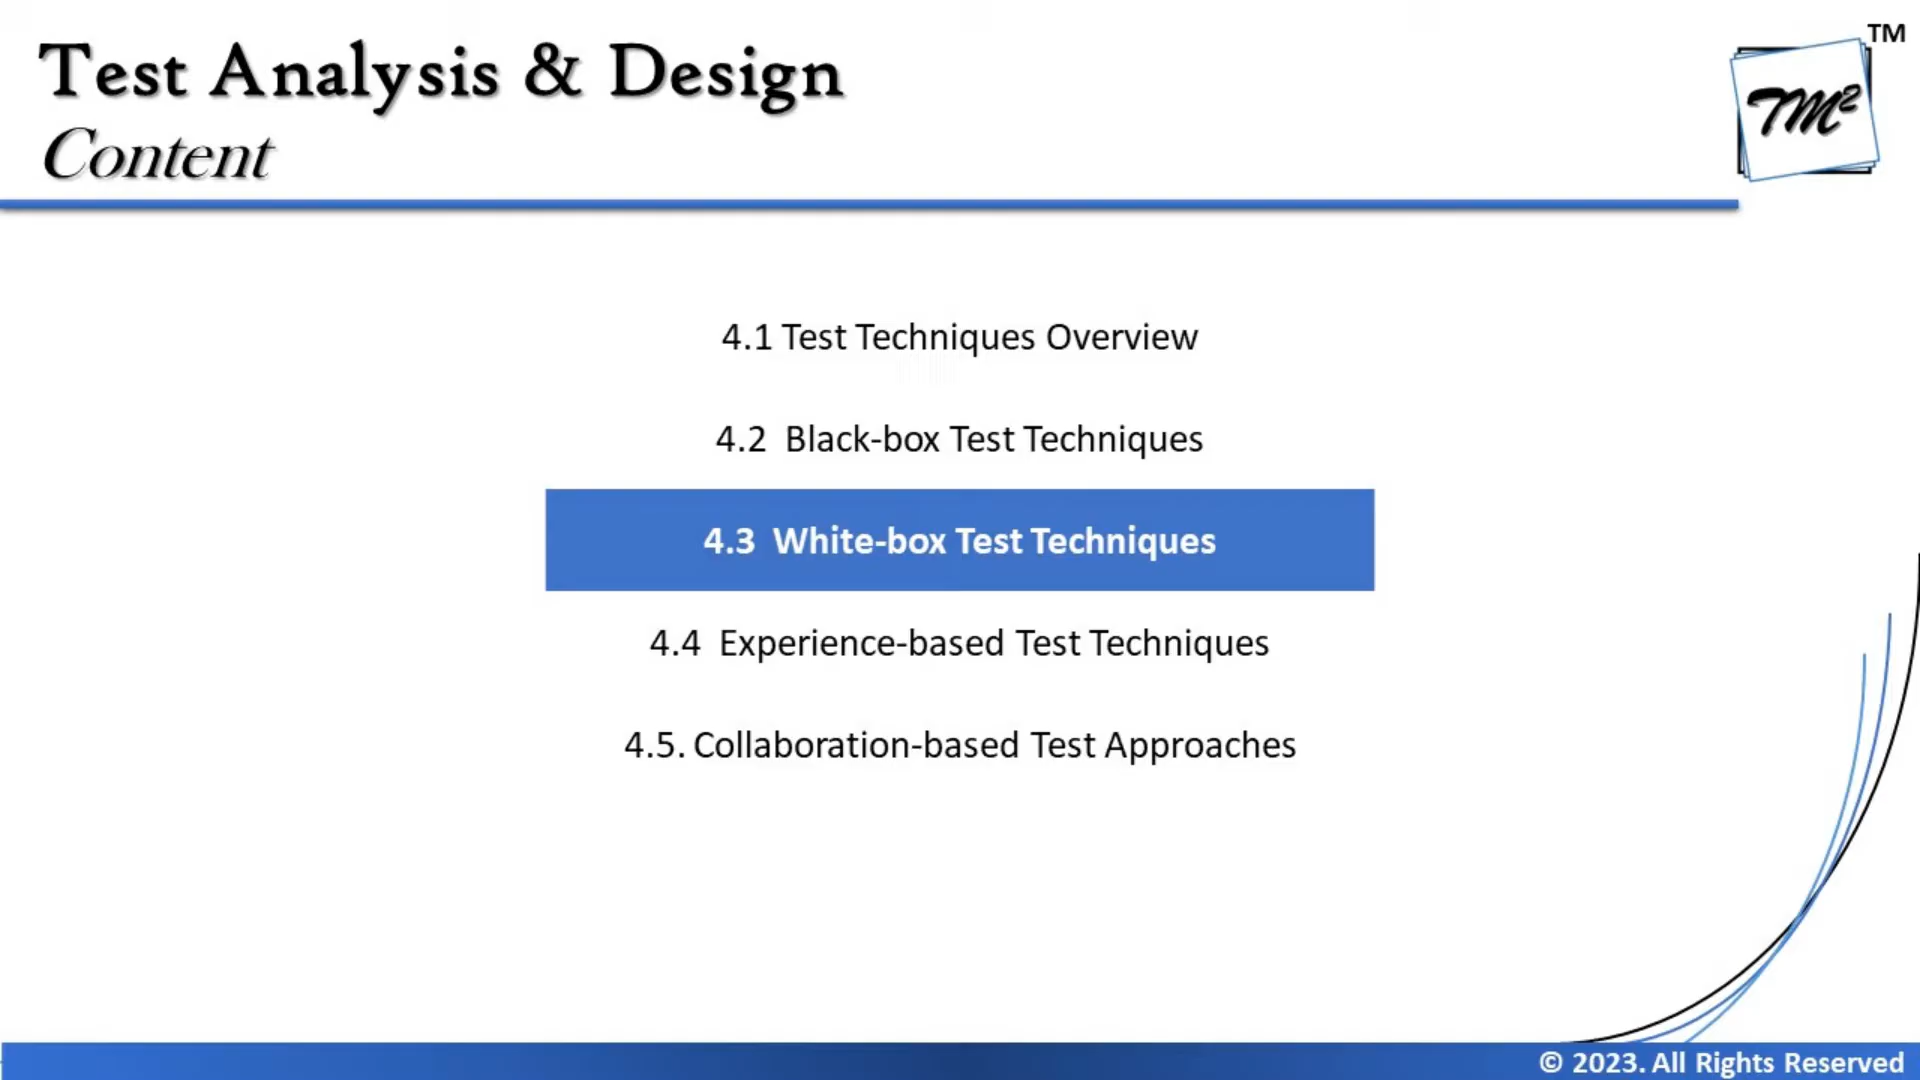 Test Analysis & Design
Content
TM
TM²
4.1 Test Techniques Overview
4.2 Black-box Test Techniques
4.3 White-box Test Techniques
4.4 Experience-based Test Techniques
4.5. Collaboration-based Test Approaches
© 2023. All Rights Reserved